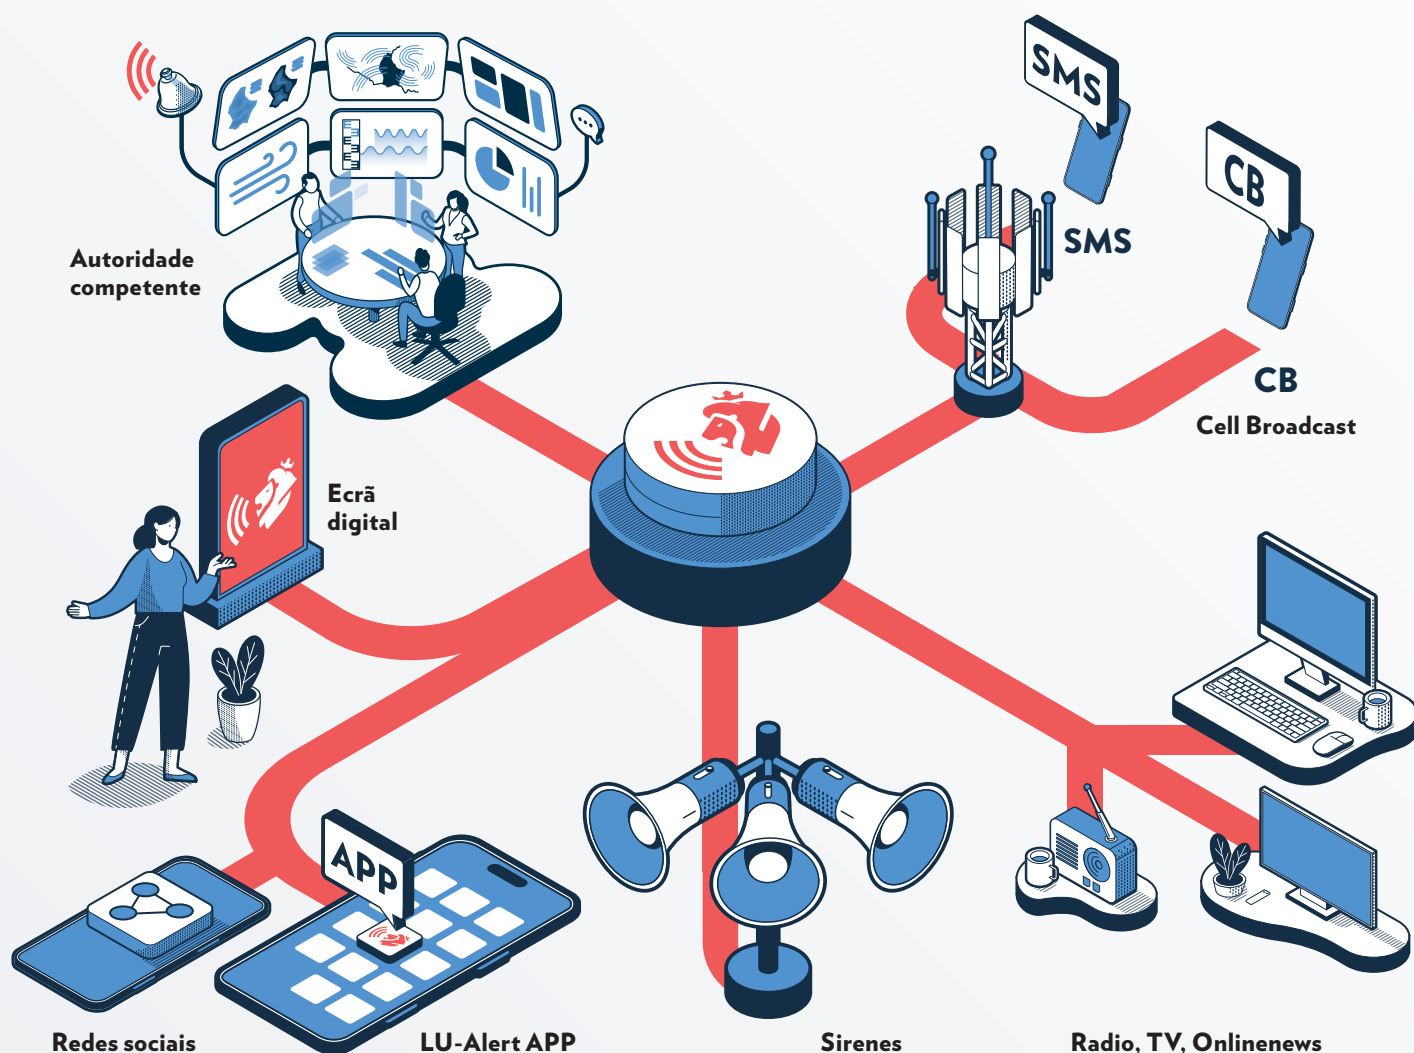 SMS
CB
SMS
Autoridade
competente
CB
Cell Broadcast
Ecrã
digital
APP
Redes sociais
LU-Alert APP
Sirenes
Radio, TV, Onlinenews